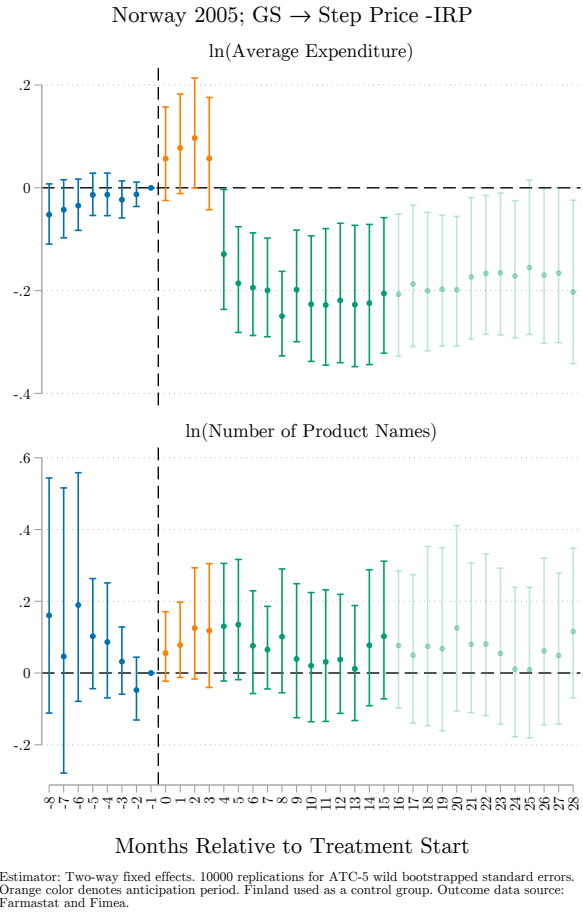 Norway 2005; GS → Step Price -IRP
ln(Average Expenditure)
.2
0
-.2
-.4
ln(Number of Product Names)
.6
.4
.2
0
-.2
-8 -7 -6 -5 -4 -3 -2 -1 0 1 2 3 4 5 6 7 8 9 10 11 12 13 14 15 16 17 18 19 20 21 22 23 24 25 26 27 28
Months Relative to Treatment Start
Estimator: Two-way fixed effects. 10000 replications for ATC-5 wild bootstrapped standard errors.
Orange color denotes anticipation period. Finland used as a control group. Outcome data source:
Farmastat and Fimea.